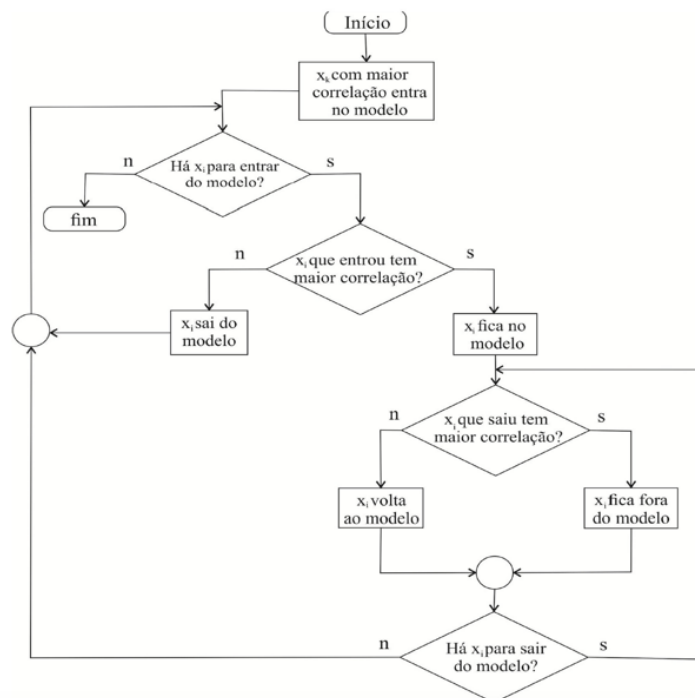 Início
xₖ com maior
correlação entra
no modelo
n
Há xᵢ para entrar
do modelo?
s
fim
n
xᵢ que entrou tem
maior correlação?
s
xᵢ sai do
modelo
xᵢ fica no
modelo
n
xᵢ que saiu tem
maior correlação?
s
xᵢ volta
ao modelo
xᵢ fica fora
do modelo
n
Há xᵢ para sair
do modelo?
s